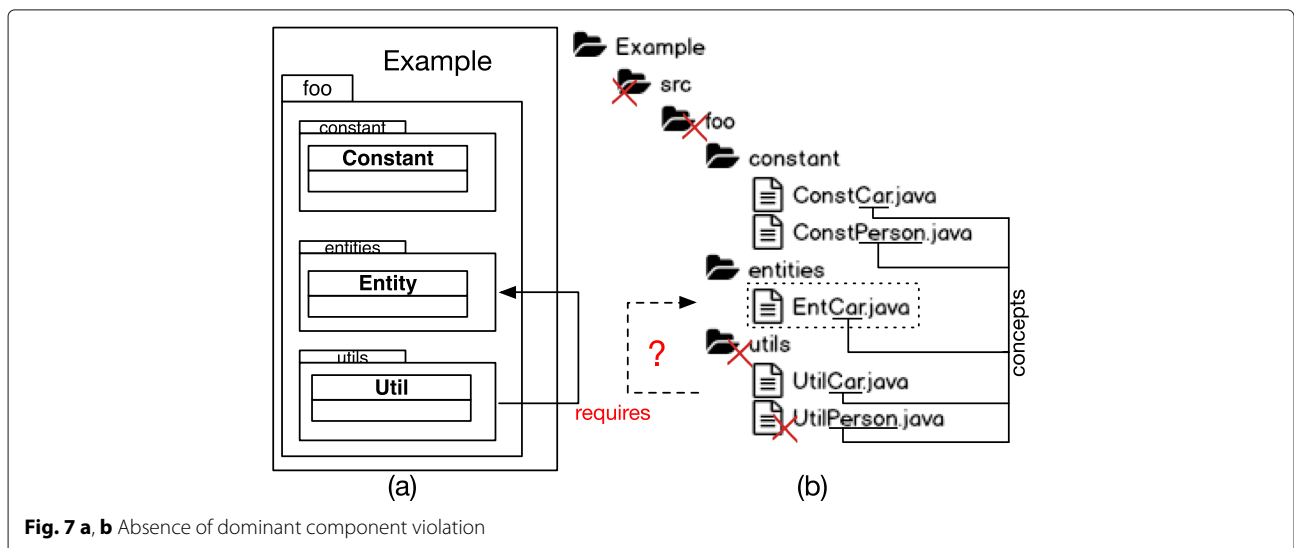 Example
foo
constant
Constant
entities
Entity
utils
Util
requires
(a)
Example
src
foo
constant
ConstCar.java
ConstPerson.java
entities
EntCar.java
?
utils
UtilCar.java
UtilPerson.java
concepts
(b)
Fig. 7 a, b Absence of dominant component violation